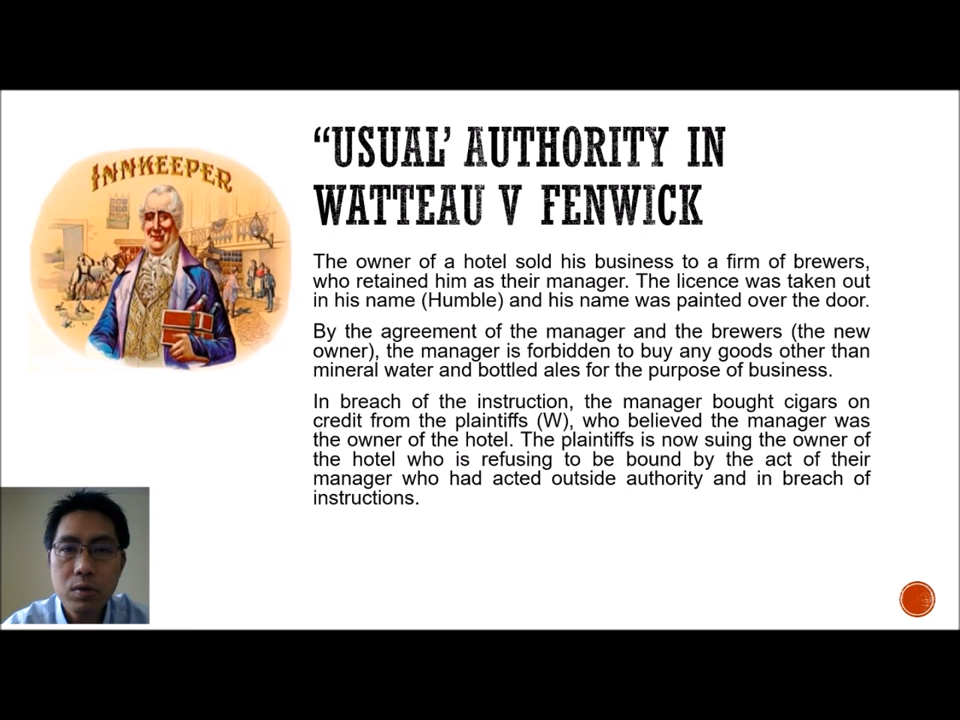 INNKEEPER
“USUAL’ AUTHORITY IN
WATTEAU V FENWICK
The owner of a hotel sold his business to a firm of brewers,
who retained him as their manager. The licence was taken out
in his name (Humble) and his name was painted over the door.
By the agreement of the manager and the brewers (the new
owner), the manager is forbidden to buy any goods other than
mineral water and bottled ales for the purpose of business.
In breach of the instruction, the manager bought cigars on
credit from the plaintiffs (W), who believed the manager was
the owner of the hotel. The plaintiffs is now suing the owner of
the hotel who is refusing to be bound by the act of their
manager who had acted outside authority and in breach of
instructions.